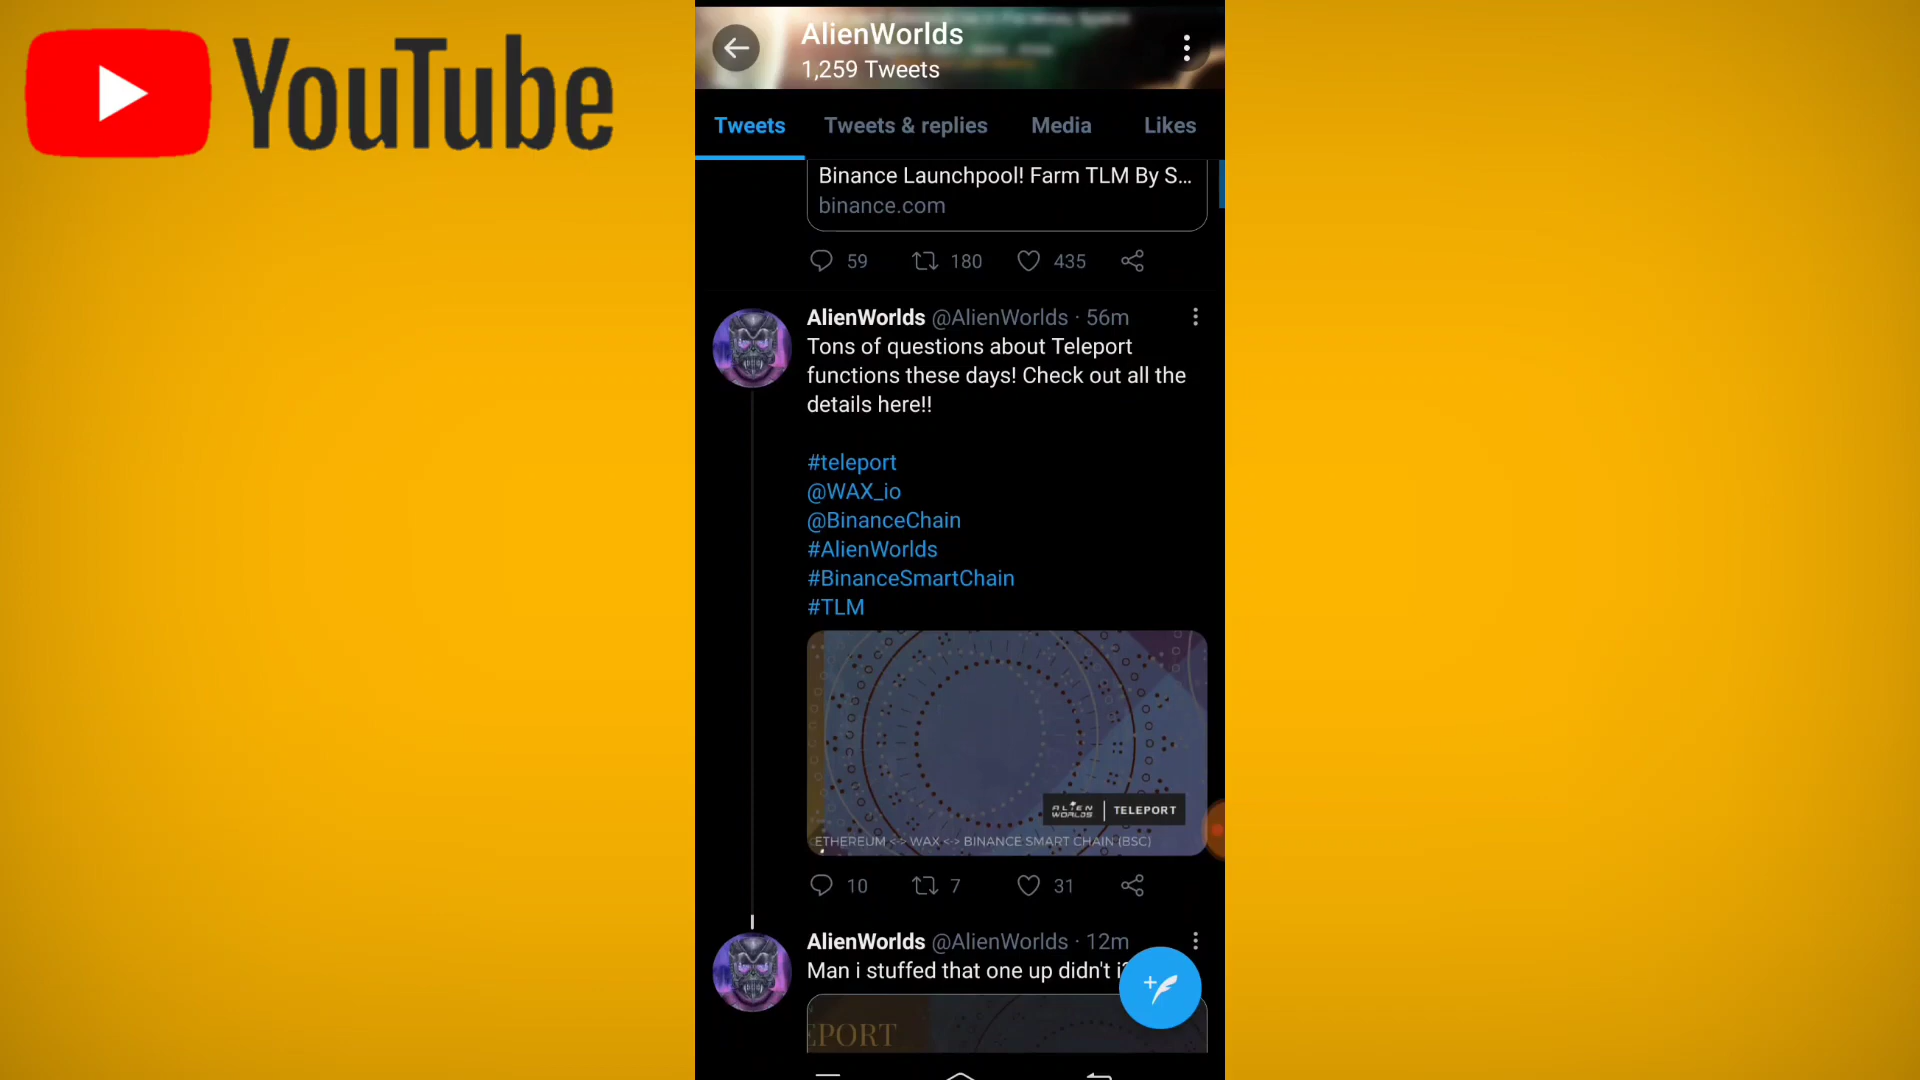 YouTube
AlienWorlds
1,259 Tweets
Tweets
Tweets & replies
Media
Likes
Binance Launchpool! Farm TLM By S...
binance.com
59
180
435
AlienWorlds @AlienWorlds · 56m
Tons of questions about Teleport
functions these days! Check out all the
details here!!
#teleport
@WAX_io
@BinanceChain
#AlienWorlds
#BinanceSmartChain
#TLM
ALIEN
WORLDS
TELEPORT
ETHEREUM <-> WAX <-> BINANCE SMART CHAIN (BSC)
10
7
31
AlienWorlds @AlienWorlds · 12m
Man i stuffed that one up didn't i?
EPORT